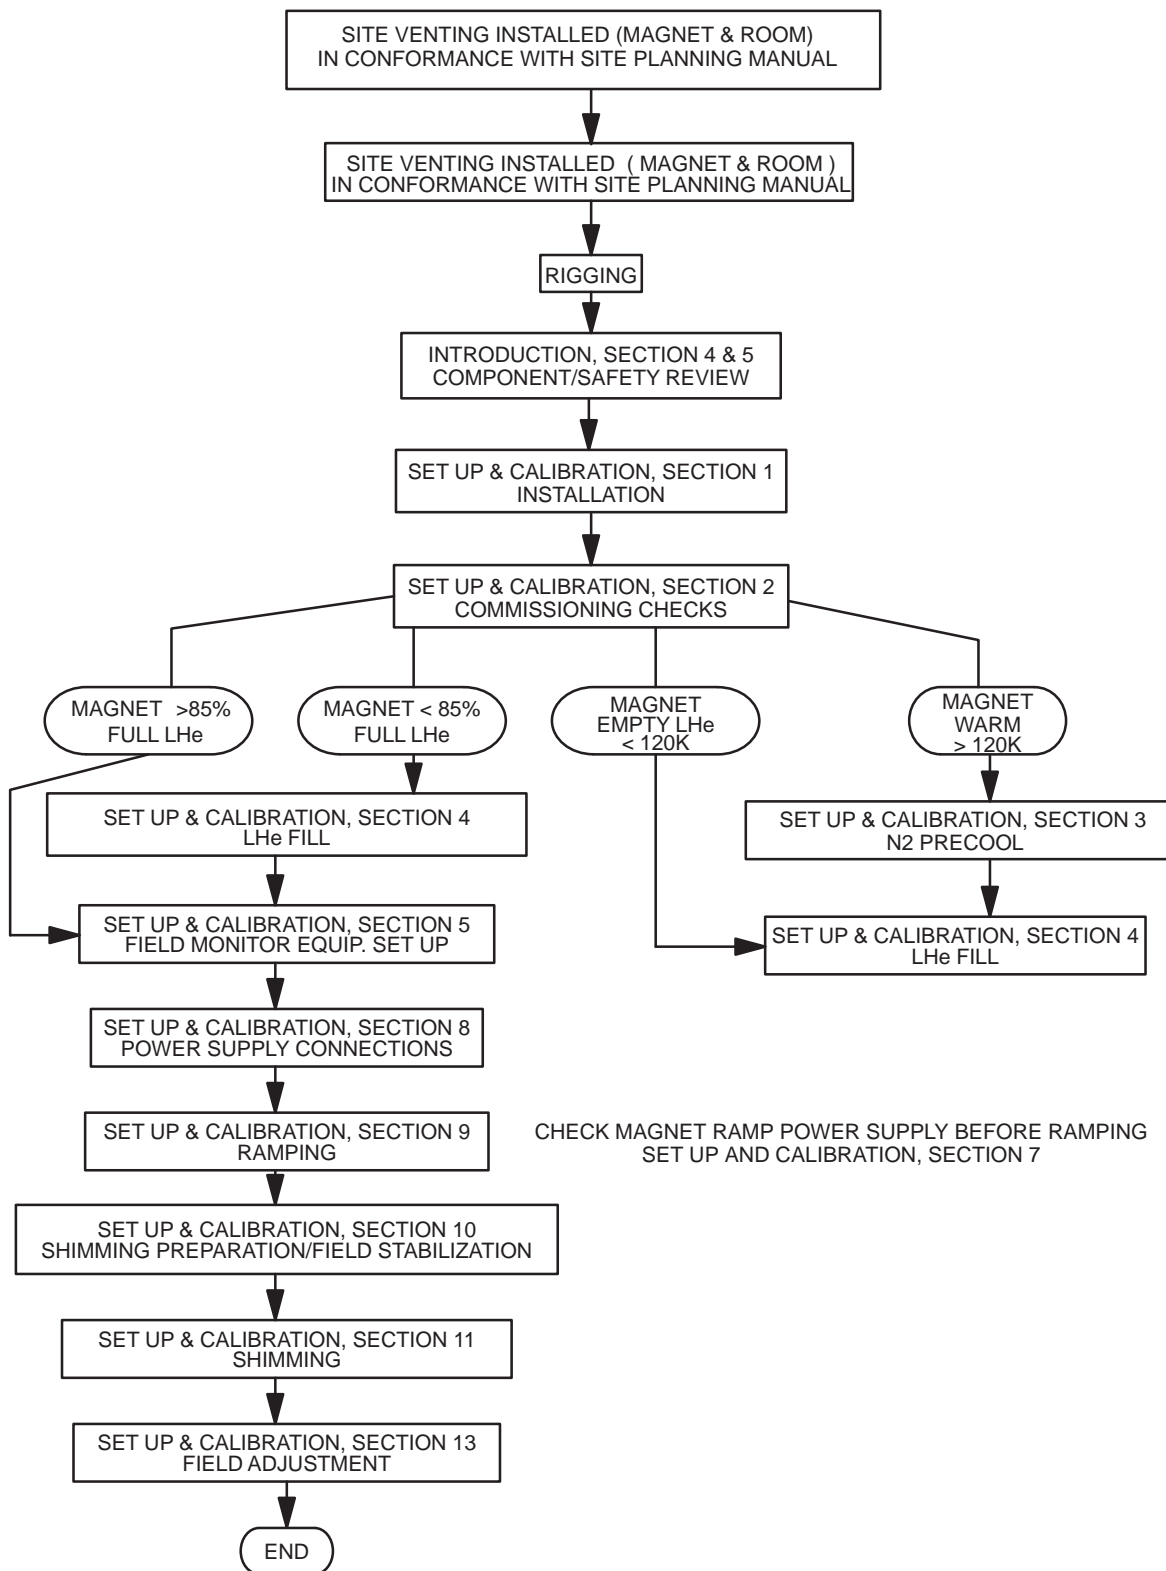 SITE VENTING INSTALLED (MAGNET & ROOM)
IN CONFORMANCE WITH SITE PLANNING MANUAL
SITE VENTING INSTALLED ( MAGNET & ROOM )
IN CONFORMANCE WITH SITE PLANNING MANUAL
RIGGING
INTRODUCTION, SECTION 4 & 5
COMPONENT/SAFETY REVIEW
SET UP & CALIBRATION, SECTION 1
INSTALLATION
SET UP & CALIBRATION, SECTION 2
COMMISSIONING CHECKS
MAGNET >85%
FULL LHe
MAGNET < 85%
FULL LHe
MAGNET
EMPTY LHe
< 120K
MAGNET
WARM
> 120K
SET UP & CALIBRATION, SECTION 4
LHe FILL
SET UP & CALIBRATION, SECTION 3
N2 PRECOOL
SET UP & CALIBRATION, SECTION 5
FIELD MONITOR EQUIP. SET UP
SET UP & CALIBRATION, SECTION 4
LHe FILL
SET UP & CALIBRATION, SECTION 8
POWER SUPPLY CONNECTIONS
SET UP & CALIBRATION, SECTION 9
RAMPING
CHECK MAGNET RAMP POWER SUPPLY BEFORE RAMPING
SET UP AND CALIBRATION, SECTION 7
SET UP & CALIBRATION, SECTION 10
SHIMMING PREPARATION/FIELD STABILIZATION
SET UP & CALIBRATION, SECTION 11
SHIMMING
SET UP & CALIBRATION, SECTION 13
FIELD ADJUSTMENT
END